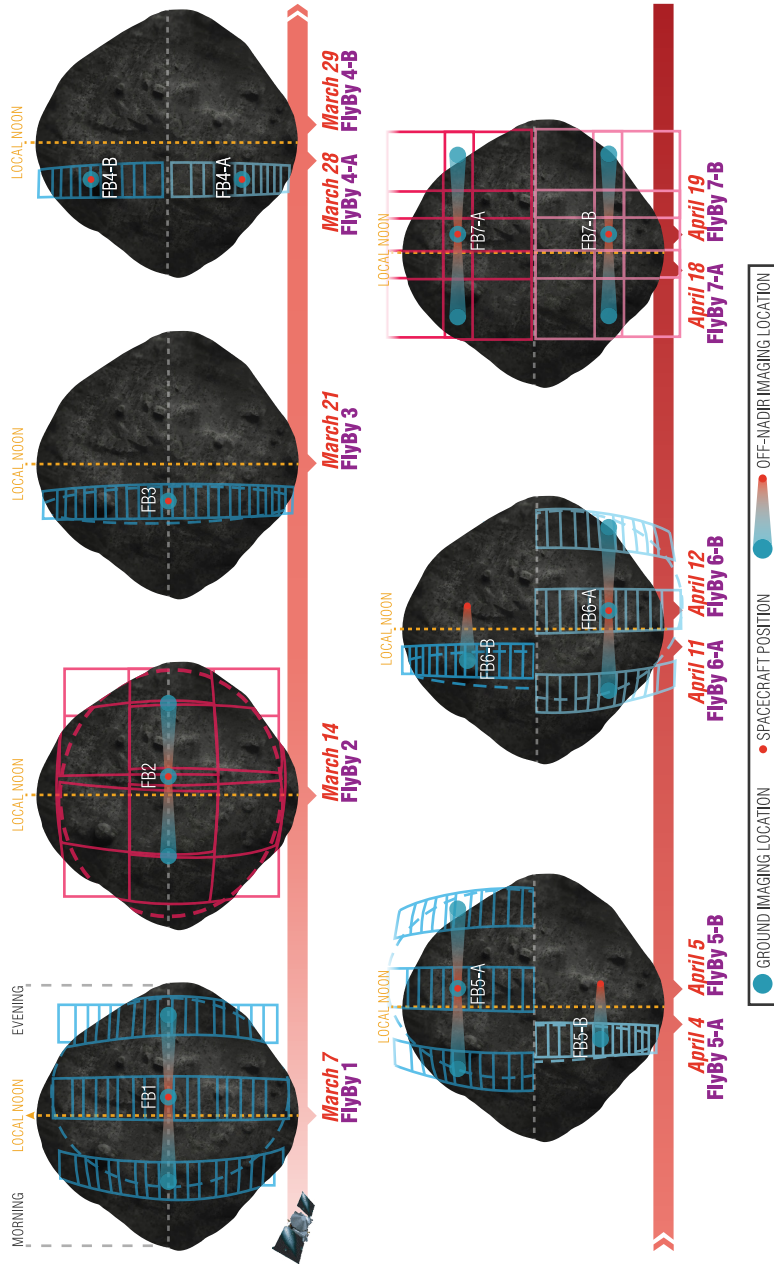 MORNING
LOCAL NOON
EVENING
FB1
March 7
FlyBy 1
LOCAL NOON
FB2
March 14
FlyBy 2
LOCAL NOON
FB3
March 21
FlyBy 3
LOCAL NOON
FB4-B
FB4-A
March 28
FlyBy 4-A
March 29
FlyBy 4-B
LOCAL NOON
FB5-A
FB5-B
April 4
FlyBy 5-A
April 5
FlyBy 5-B
LOCAL NOON
FB6-B
FB6-A
April 11
FlyBy 6-A
April 12
FlyBy 6-B
LOCAL NOON
FB7-A
FB7-B
April 18
FlyBy 7-A
April 19
FlyBy 7-B
GROUND IMAGING LOCATION
SPACECRAFT POSITION
OFF-NADIR IMAGING LOCATION